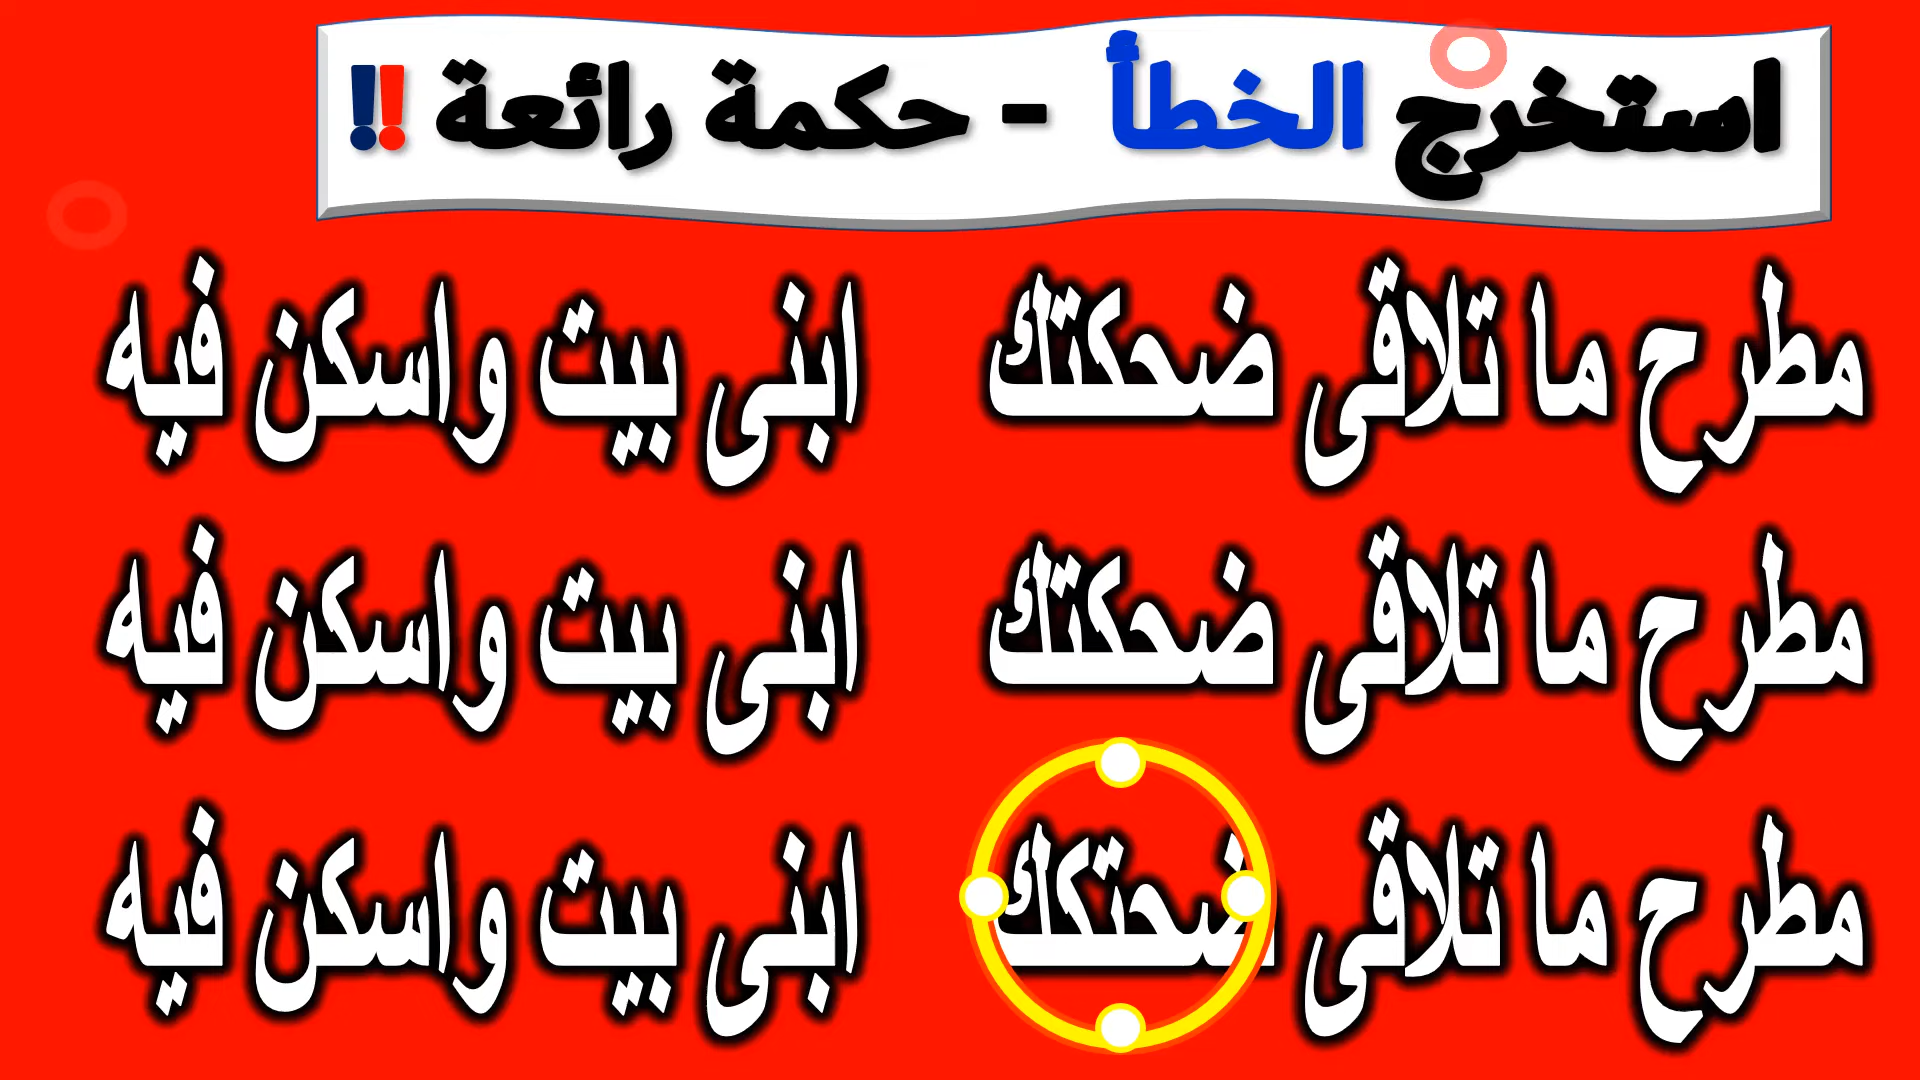 استخرج الخطأ - حكمة رائعة !!
مطرح ما تلاقى ضحكتك ابنى بيت واسكن فيه
مطرح ما تلاقى ضحكتك ابنى بيت واسكن فيه
مطرح ما تلاقى ضحتكك ابنى بيت واسكن فيه